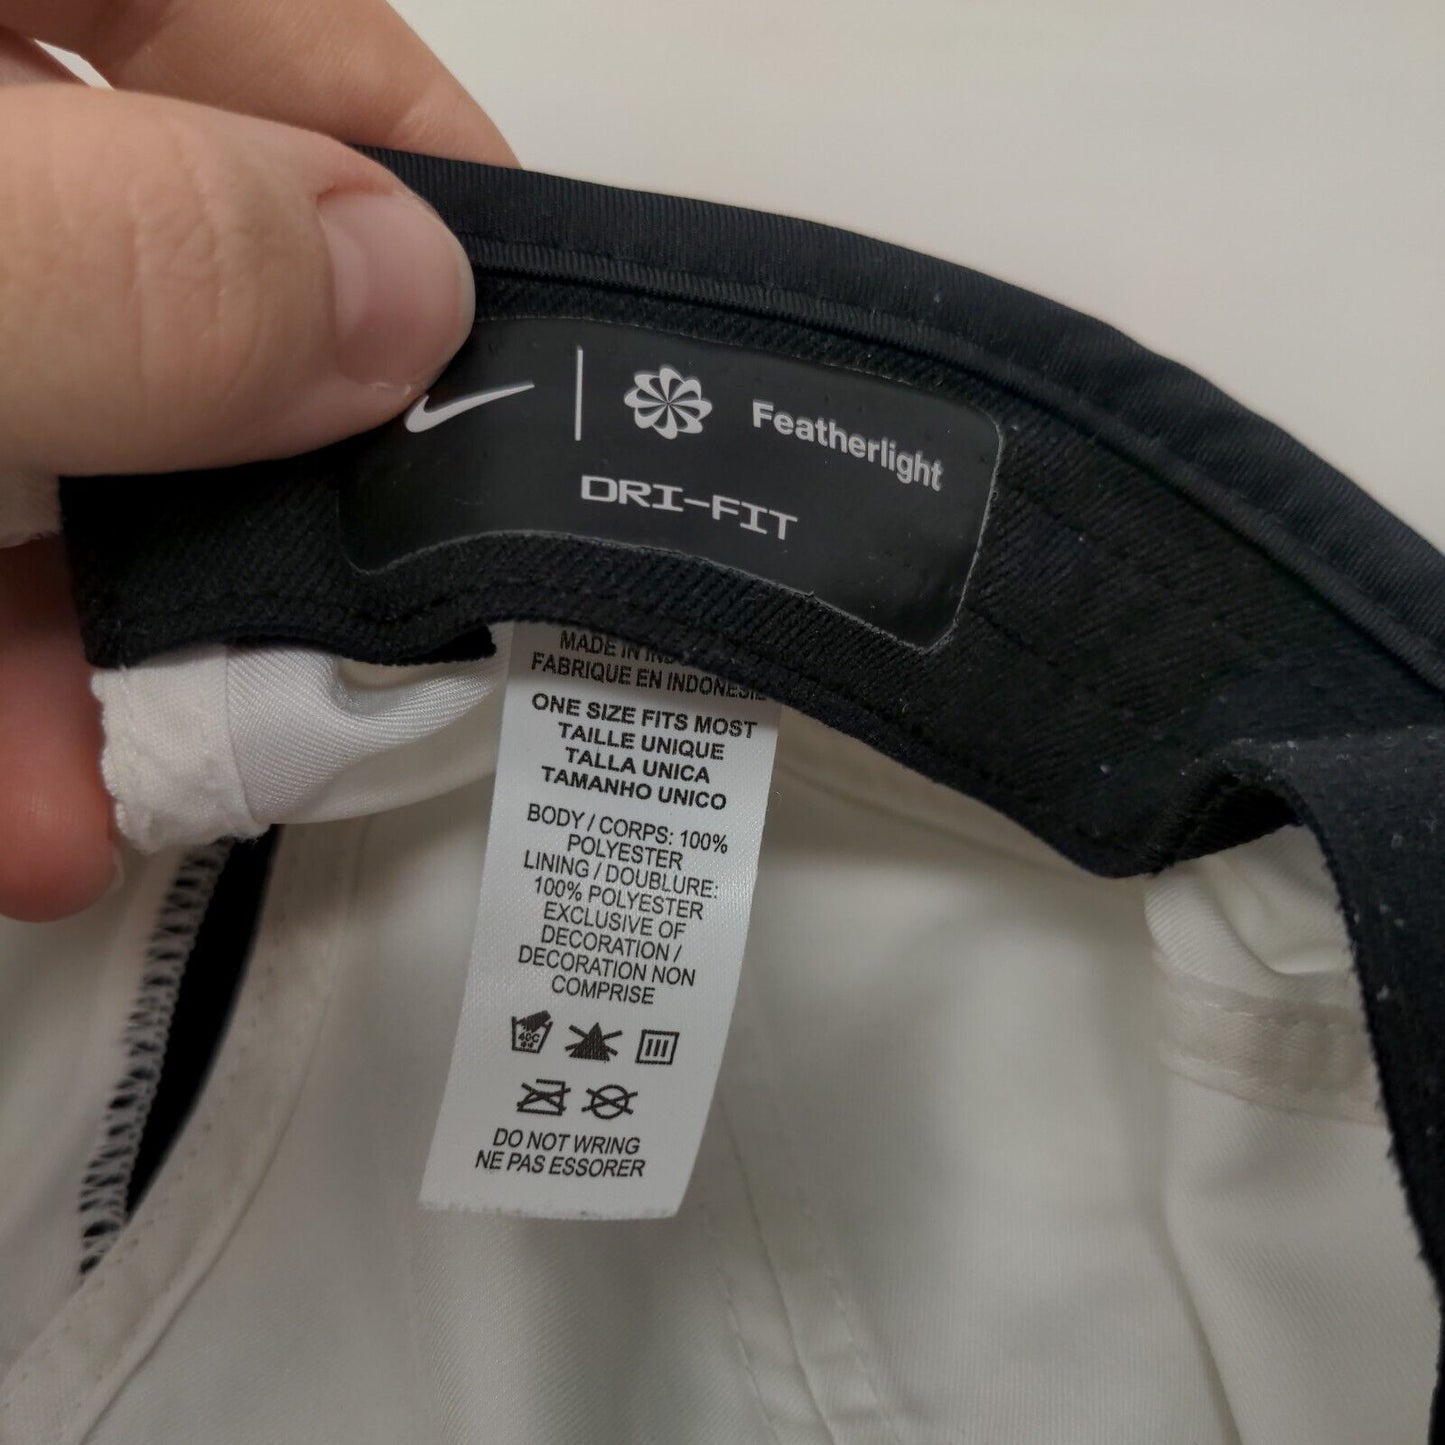 Featherlight
DRI-FIT
MADE IN
FABRIQUE EN INDONESIE
ONE SIZE FITS MOST
TAILLE UNIQUE
TALLA UNICA
TAMANHO UNICO
BODY / CORPS: 100%
POLYESTER
LINING / DOUBLURE:
100% POLYESTER
EXCLUSIVE OF
DECORATION /
DECORATION NON
COMPRISE
40C
DO NOT WRING
NE PAS ESSORER